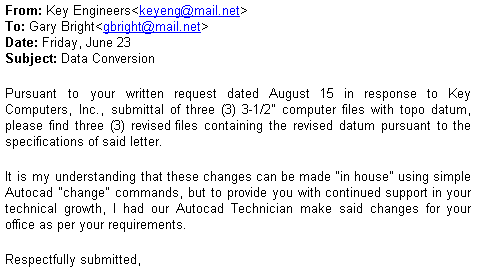 From: Key Engineers<keyeng@mail.net>
To: Gary Bright<gbright@mail.net>
Date: Friday, June 23
Subject: Data Conversion
Pursuant to your written request dated August 15 in response to Key
Computers, Inc., submittal of three (3) 3-1/2" computer files with topo datum,
please find three (3) revised files containing the revised datum pursuant to the
specifications of said letter.
It is my understanding that these changes can be made "in house" using simple
Autocad "change" commands, but to provide you with continued support in your
technical growth, I had our Autocad Technician make said changes for your
office as per your requirements.
Respectfully submitted,